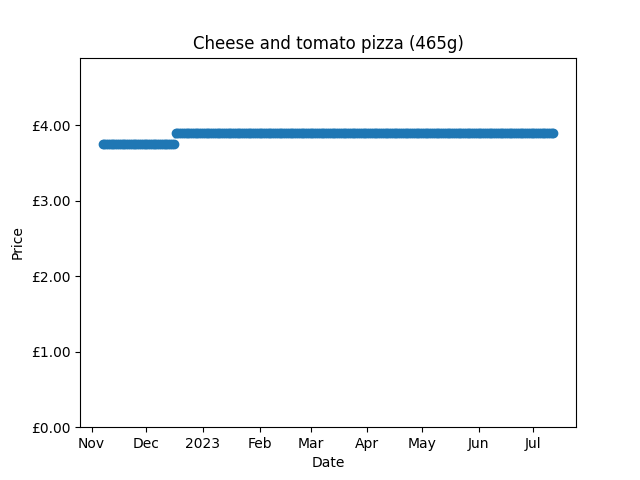 Cheese and tomato pizza (465g)
£4.00
£3.00
£2.00
£1.00
£0.00
Price
Nov Dec 2023 Feb Mar Apr May Jun Jul
Date